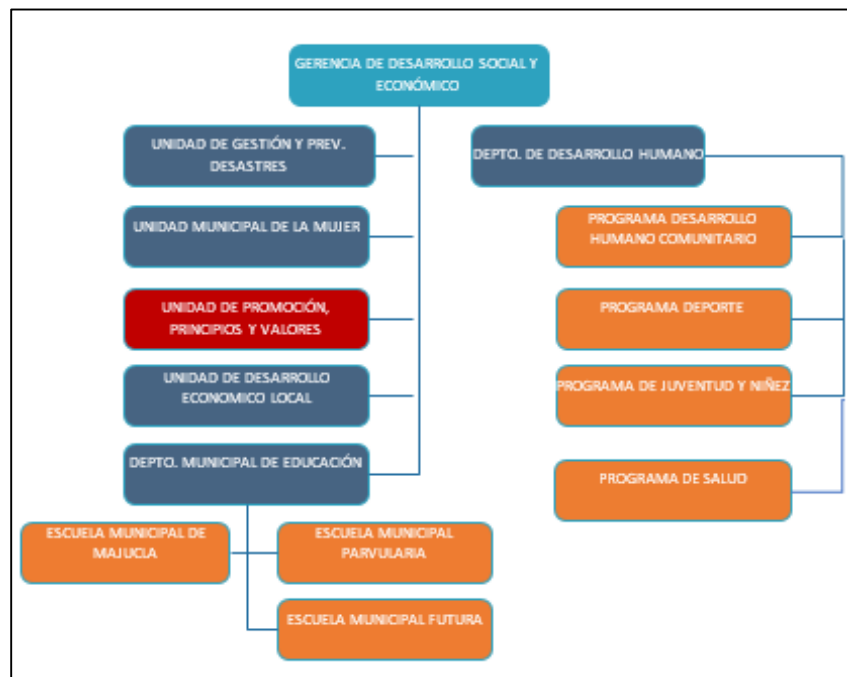 GERENCIA DE DESARROLLO SOCIAL Y
ECONÓMICO
UNIDAD DE GESTIÓN Y PREV.
DESASTRES
DEPTO. DE DESARROLLO HUMANO
UNIDAD MUNICIPAL DE LA MUJER
PROGRAMA DESARROLLO
HUMANO COMUNITARIO
UNIDAD DE PROMOCIÓN,
PRINCIPIOS Y VALORES
PROGRAMA DEPORTE
UNIDAD DE DESARROLLO
ECONOMICO LOCAL
PROGRAMA DE JUVENTUD Y NIÑEZ
DEPTO. MUNICIPAL DE EDUCACIÓN
PROGRAMA DE SALUD
ESCUELA MUNICIPAL DE
MAJUCLA
ESCUELA MUNICIPAL
PARVULARIA
ESCUELA MUNICIPAL FUTURA